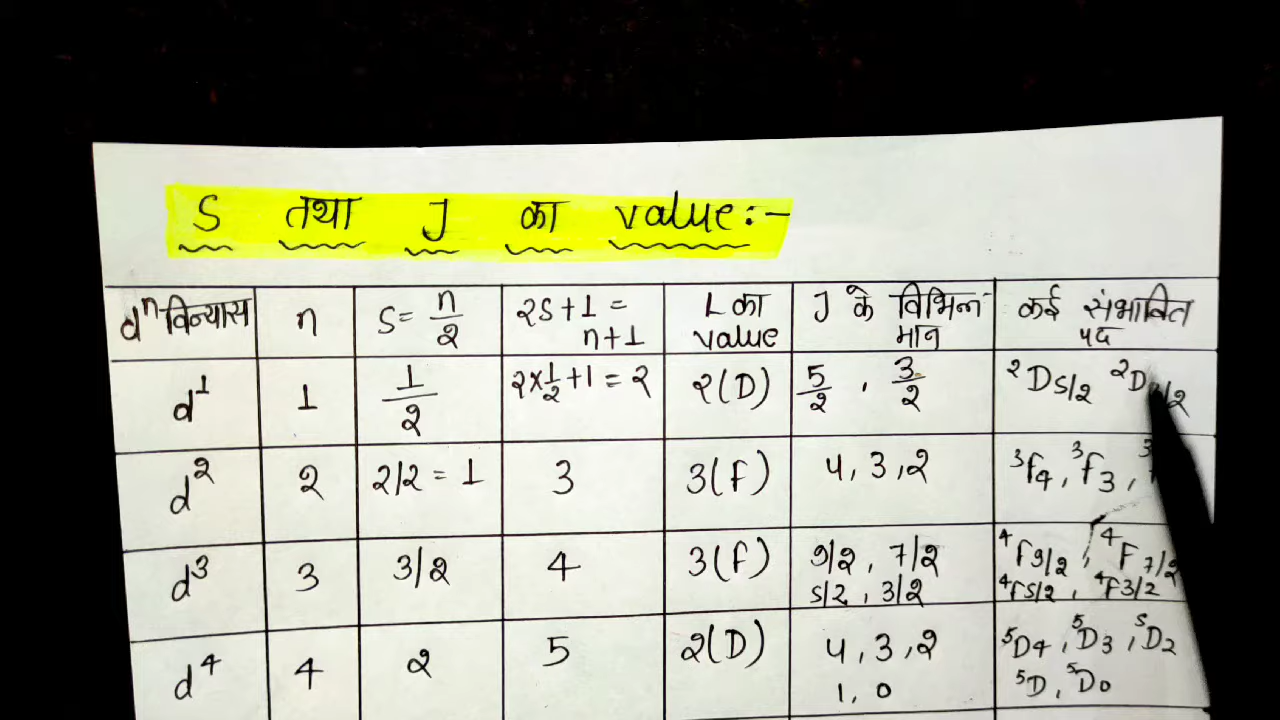 S तथा J का value:-
dⁿ विन्यास n S= n/2 2S+1 = n+1 L का value J के विभिन्न मान कई संभावित पद
d¹ 1 1/2 2×1/2+1=2 2(D) 5/2 , 3/2 ²D5/2 ²D
d² 2 2/2 = 1 3 3(F) 4, 3, 2 ³f4, ³f3,
d³ 3 3/2 4 3(F) 9/2, 7/2 ⁴f9/2, ⁴F7/2
5/2, 3/2 ⁴f5/2, ⁴F3/2
d⁴ 4 2 5 2(D) 4, 3, 2 ⁵D4, ⁵D3, ⁵D2
1, 0 ⁵D, ⁵D0